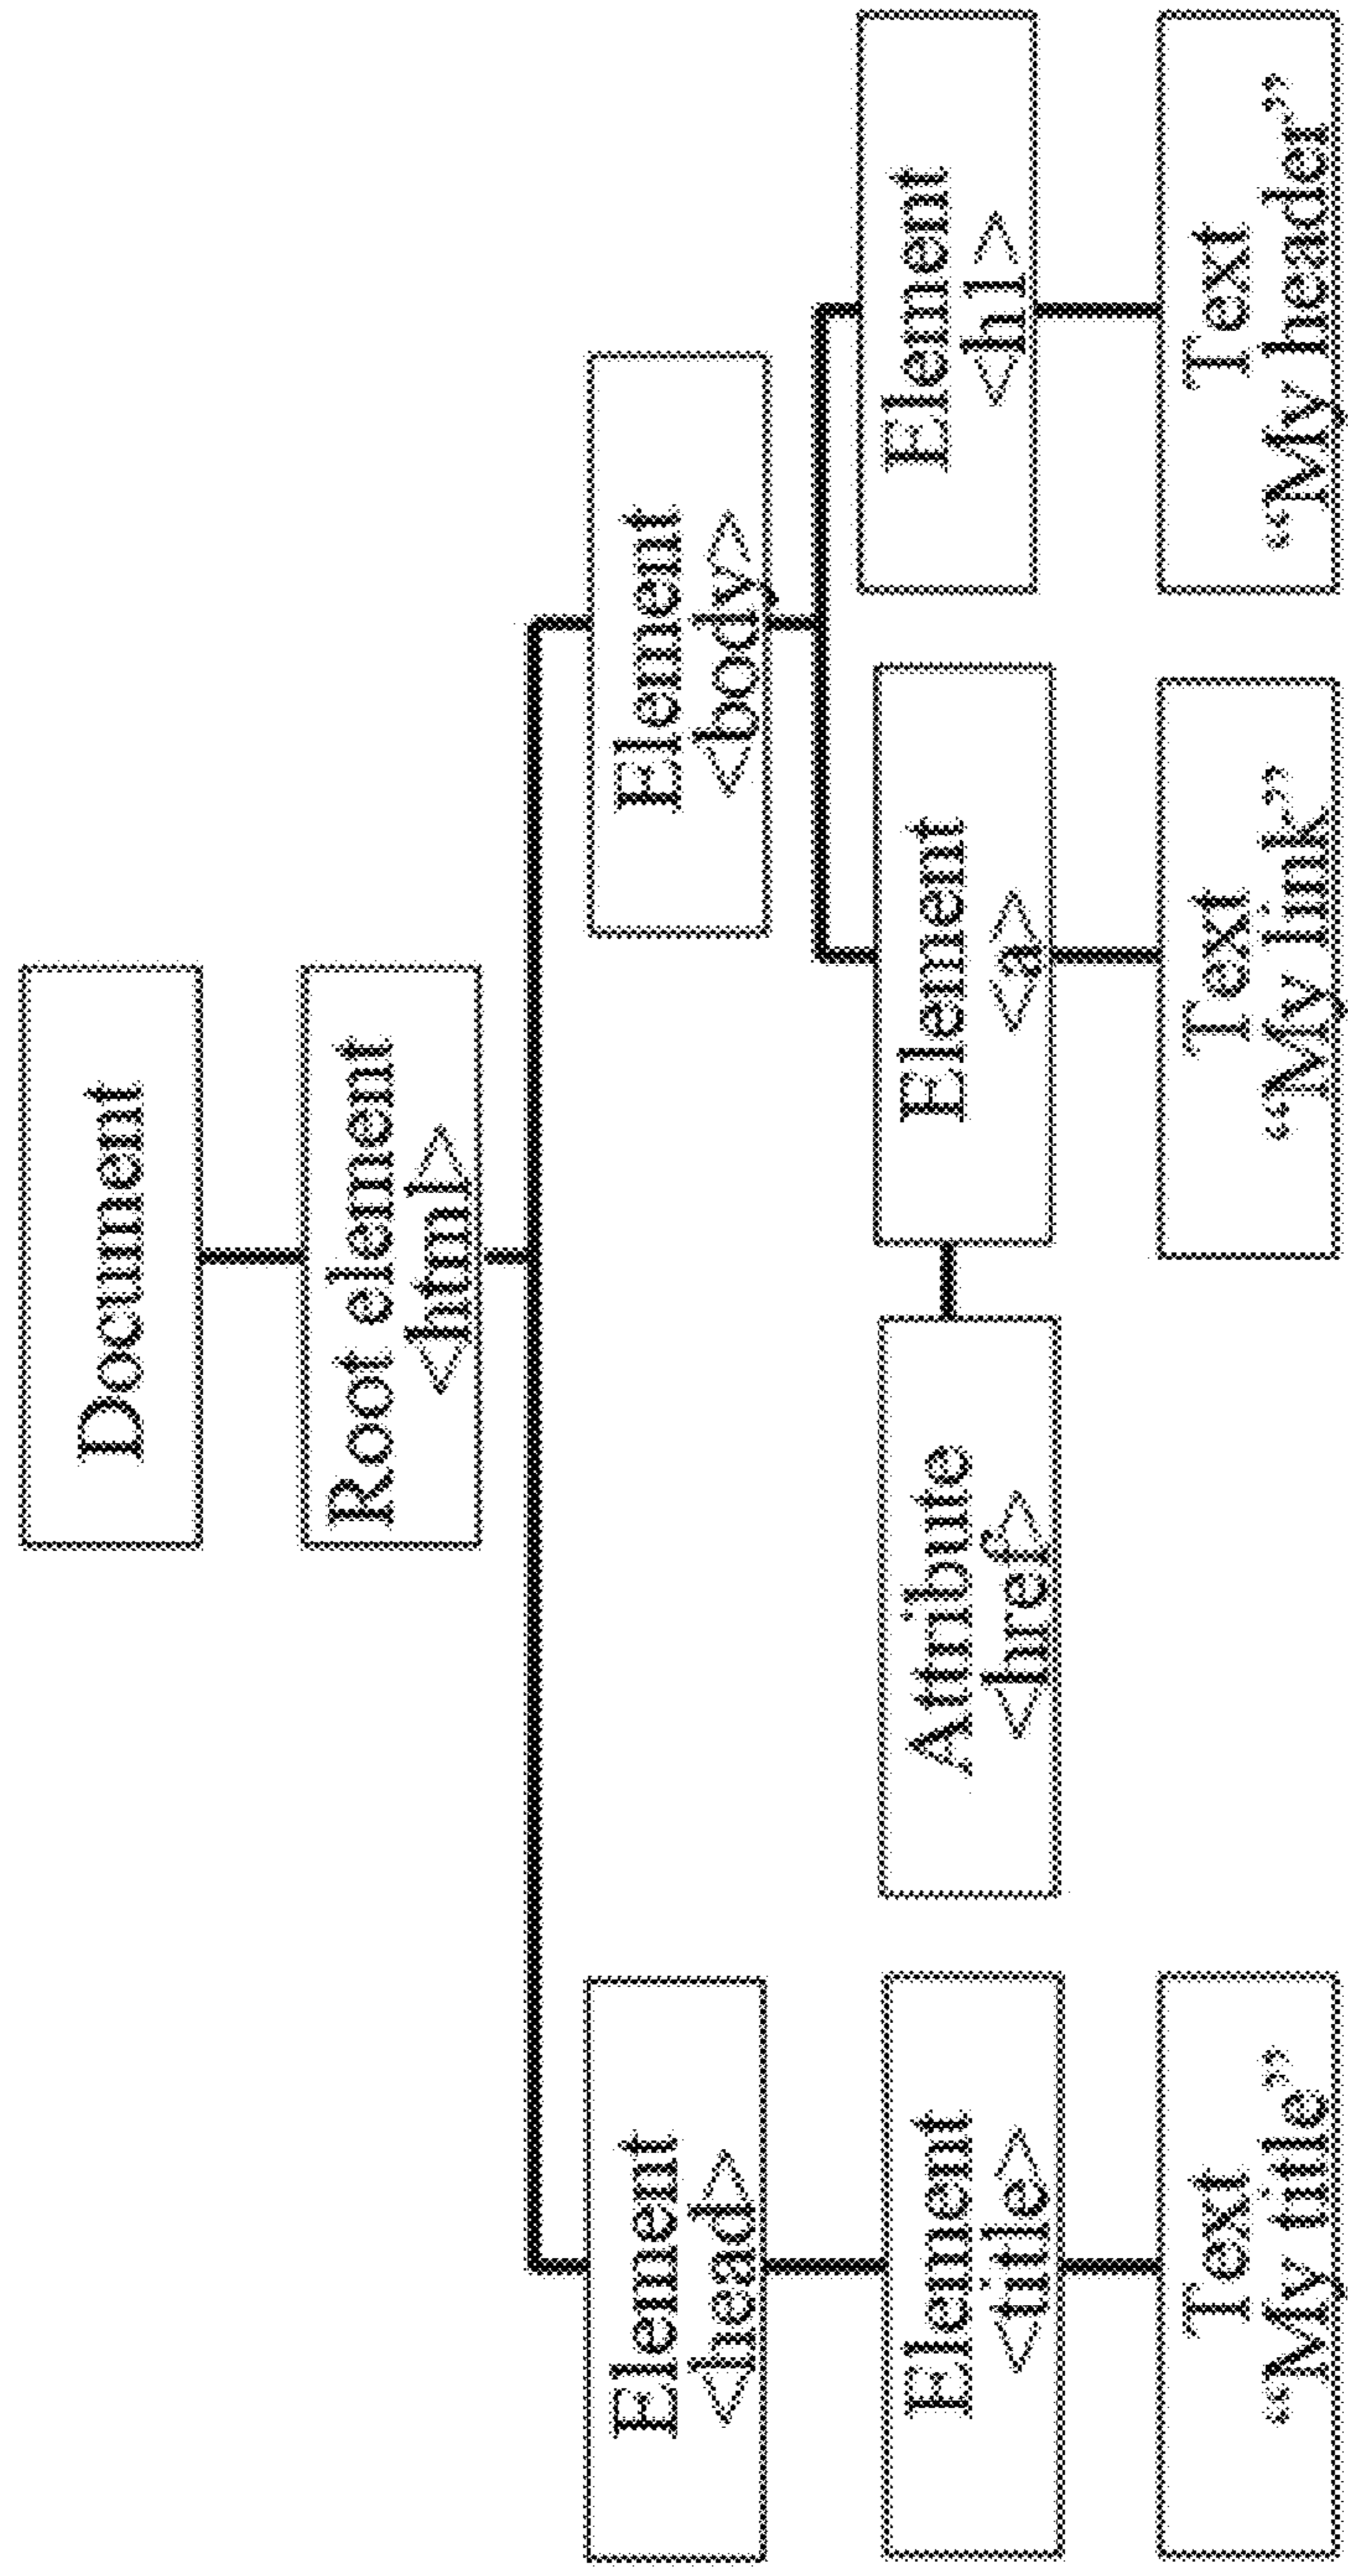 Document
Root element
<html>
Element
<head>
Element
<body>
Element
<title>
Attribute
<href>
Element
<a>
Element
<h1>
Text
“My title”
Text
“My link”
Text
“My header”